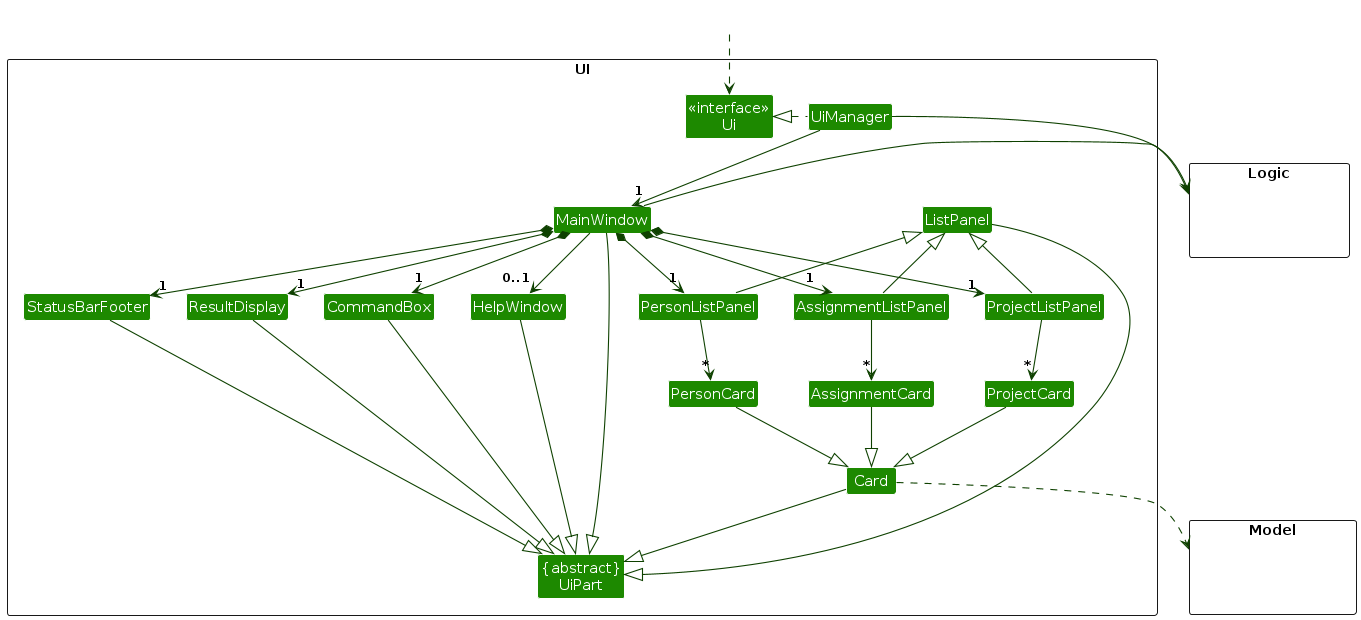 UI
«interface»
Ui
UiManager
Logic
1
MainWindow
ListPanel
1
1
1
0..1
1
1
1
StatusBarFooter
ResultDisplay
CommandBox
HelpWindow
PersonListPanel
AssignmentListPanel
ProjectListPanel
*
*
*
PersonCard
AssignmentCard
ProjectCard
Card
Model
{abstract}
UiPart